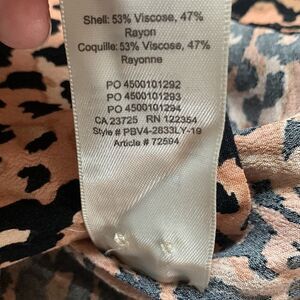 Shell: 53% Viscose, 47%
Rayon
Coquille: 53% Viscose, 47%
Rayonne
PO 4500101292
PO 4500101293
PO 4500101294
CA 23725 RN 122354
Style # PBV4-2833LY-19
Article # 72594